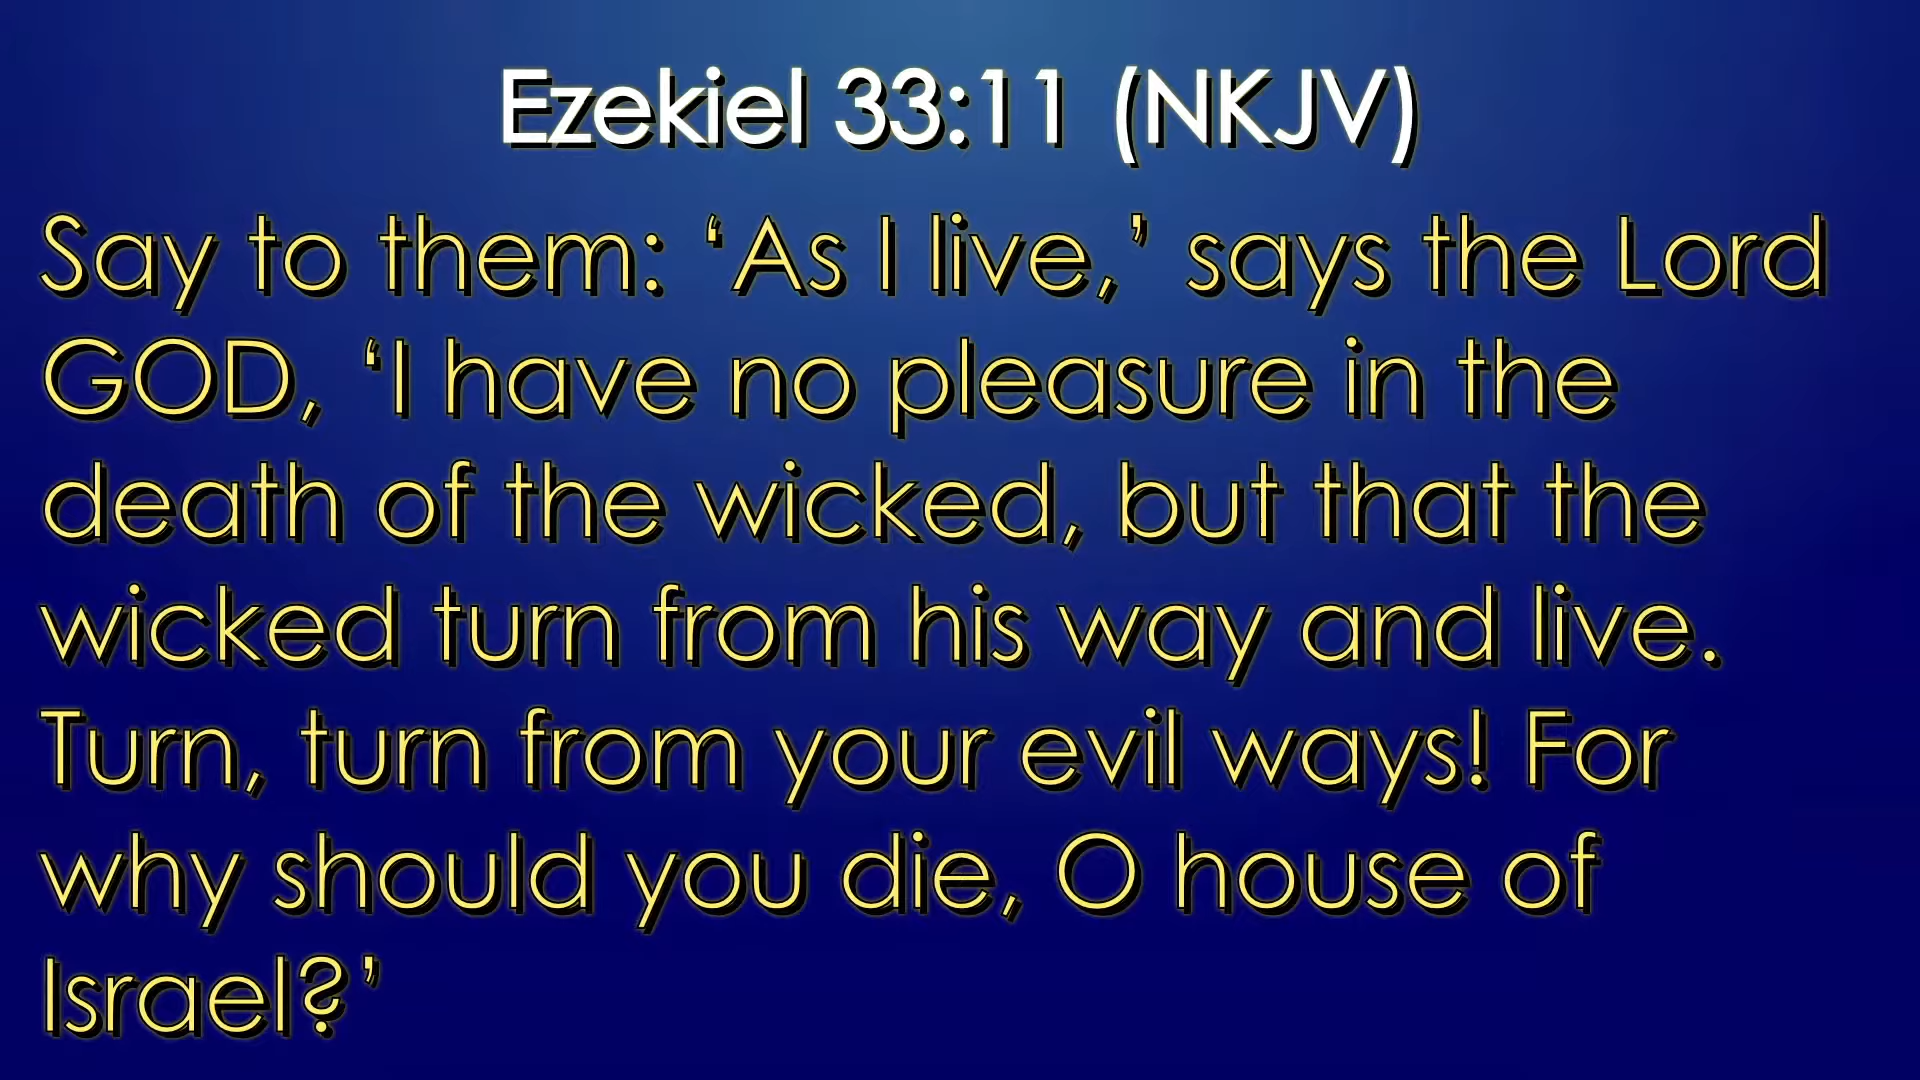 Ezekiel 33:11 (NKJV)
Say to them: ‘As I live,’ says the Lord
GOD, ‘I have no pleasure in the
death of the wicked, but that the
wicked turn from his way and live.
Turn, turn from your evil ways! For
why should you die, O house of
Israel?’